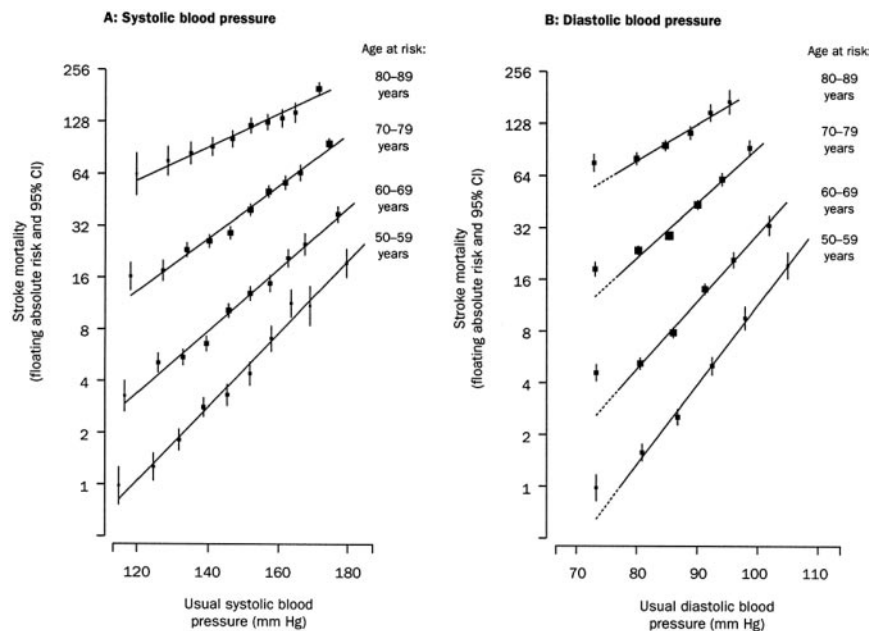 A: Systolic blood pressure
Age at risk:
80–89
years
70–79
years
60–69
years
50–59
years
256
128
64
32
16
8
4
2
1
Stroke mortality
(floating absolute risk and 95% CI)
120
140
160
180
Usual systolic blood
pressure (mm Hg)
B: Diastolic blood pressure
Age at risk:
80–89
years
70–79
years
60–69
years
50–59
years
256
128
64
32
16
8
4
2
1
Stroke mortality
(floating absolute risk and 95% CI)
70
80
90
100
110
Usual diastolic blood
pressure (mm Hg)